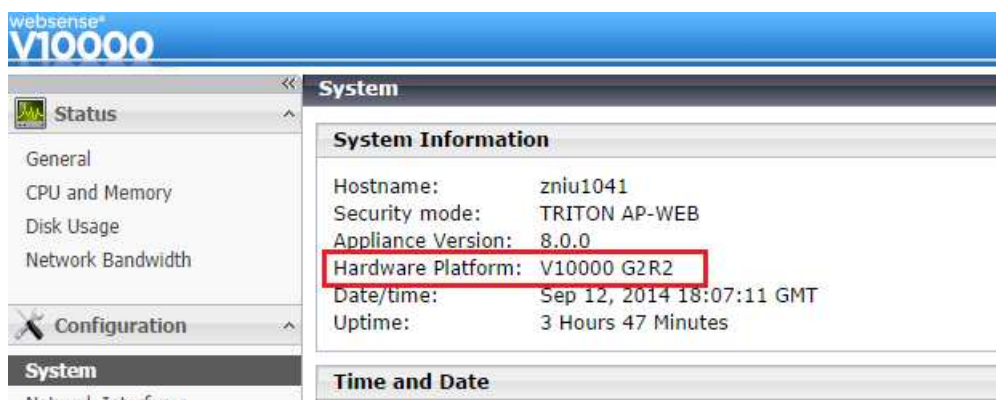 websense®
V10000
«
Status
General
CPU and Memory
Disk Usage
Network Bandwidth
Configuration
System
System
System Information
Hostname: zniu1041
Security mode: TRITON AP-WEB
Appliance Version: 8.0.0
Hardware Platform: V10000 G2R2
Date/time: Sep 12, 2014 18:07:11 GMT
Uptime: 3 Hours 47 Minutes
Time and Date